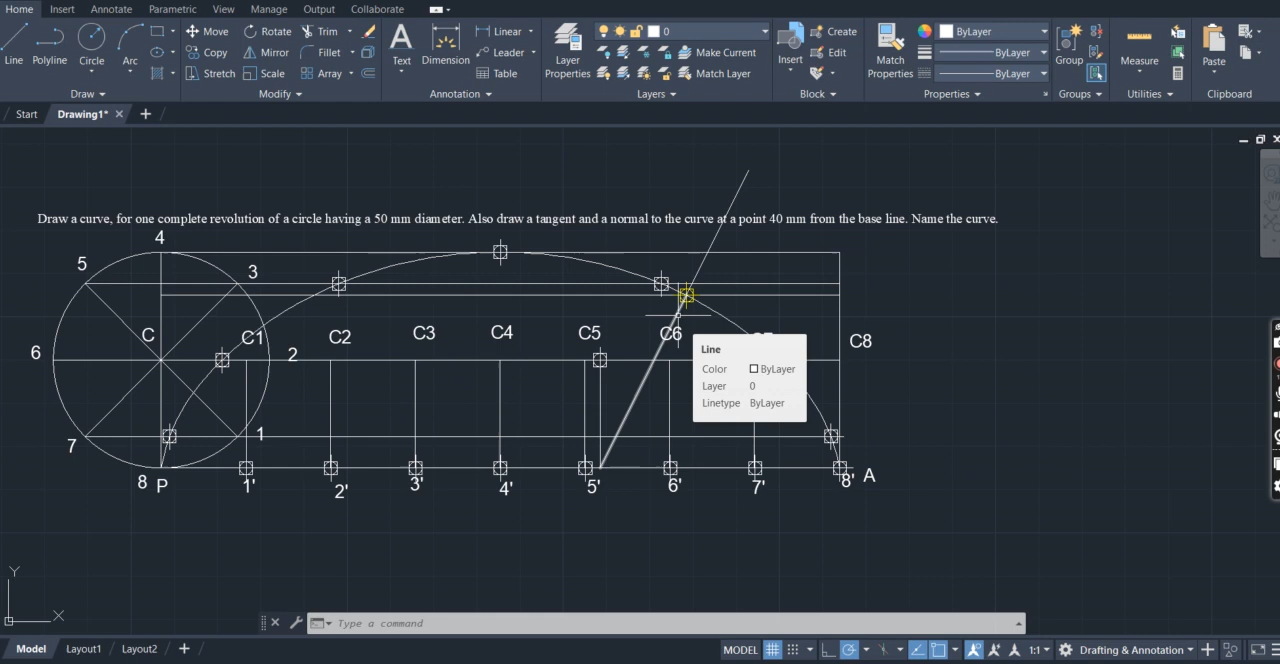 Home Insert Annotate Parametric View Manage Output Collaborate
Line Polyline Circle Arc
Move Rotate Trim
Copy Mirror Fillet
Stretch Scale Array
Text Dimension
Linear
Leader
Table
Layer Properties
0
Make Current
Match Layer
Insert
Create
Edit
Match Properties
ByLayer
ByLayer
ByLayer
Group
Measure
Paste
Draw Modify Annotation Layers Block Properties Groups Utilities Clipboard
Start Drawing1*
Draw a curve, for one complete revolution of a circle having a 50 mm diameter. Also draw a tangent and a normal to the curve at a point 40 mm from the base line. Name the curve.
4
5 3
C C1 C2 C3 C4 C5 C6 C8
6 2
Line
Color ByLayer
Layer 0
Linetype ByLayer
7 1
8 P 1' 2' 3' 4' 5' 6' 7' 8' A
Y
X
Type a command
Model Layout1 Layout2
MODEL 1:1 Drafting & Annotation